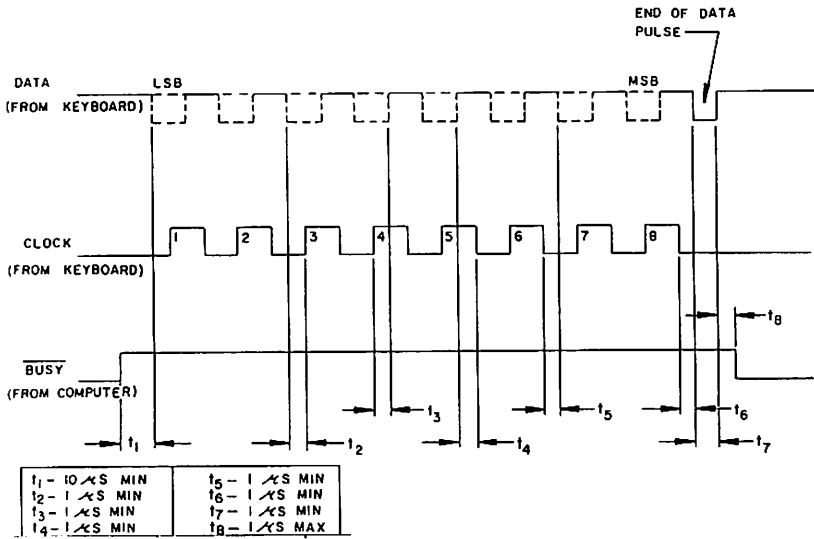 END OF DATA
PULSE
DATA
(FROM KEYBOARD)
LSB
MSB
CLOCK
(FROM KEYBOARD)
1
2
3
4
5
6
7
8
BUSY
(FROM COMPUTER)
t8
t3
t5
t6
t1
t2
t4
t7
t1 - 10 μS MIN
t2 - 1 μS MIN
t3 - 1 μS MIN
t4 - 1 μS MIN
t5 - 1 μS MIN
t6 - 1 μS MIN
t7 - 1 μS MIN
t8 - 1 μS MAX